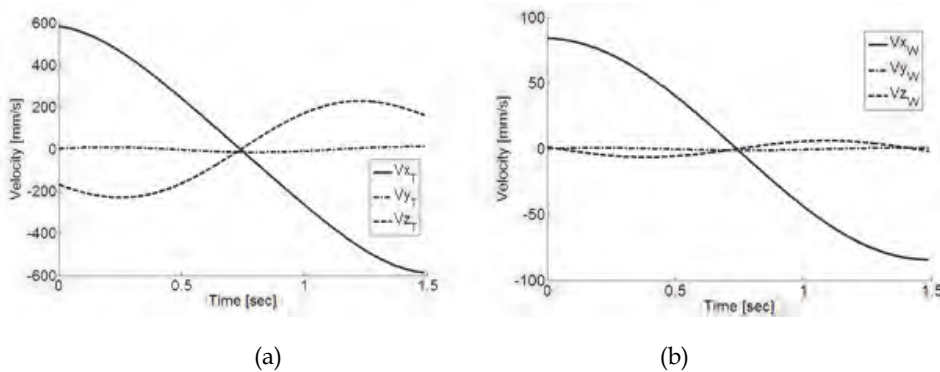 600
400
200
0
-200
-400
-600
Velocity [mm/s]
0
0.5
1
1.5
Time [sec]
Vx_T
Vy_T
Vz_T
(a)
100
50
0
-50
-100
Velocity [mm/s]
0
0.5
1
1.5
Time [sec]
Vx_W
Vy_W
Vz_W
(b)